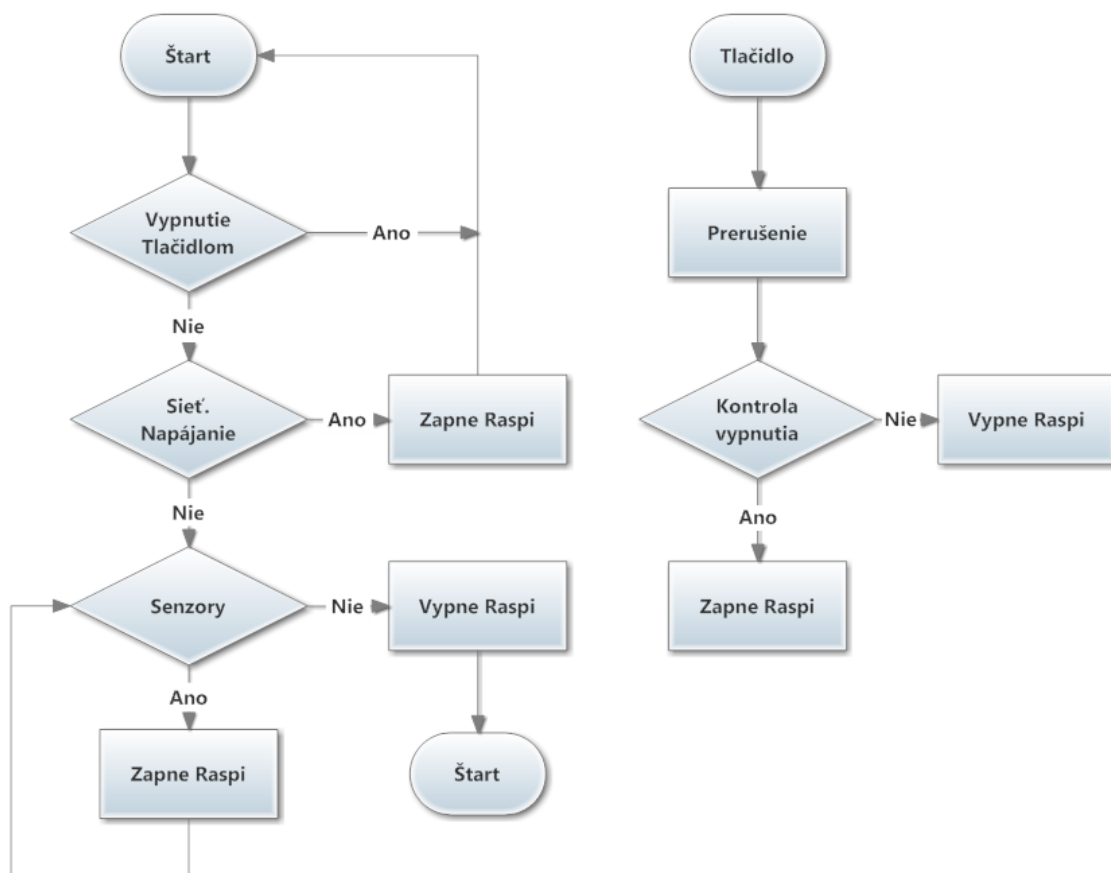 Štart
Vypnutie
Tlačidlom
Ano
Nie
Sieť.
Napájanie
Ano
Zapne Raspi
Nie
Senzory
Nie
Vypne Raspi
Ano
Zapne Raspi
Štart
Tlačidlo
Prerušenie
Kontrola
vypnutia
Nie
Vypne Raspi
Ano
Zapne Raspi